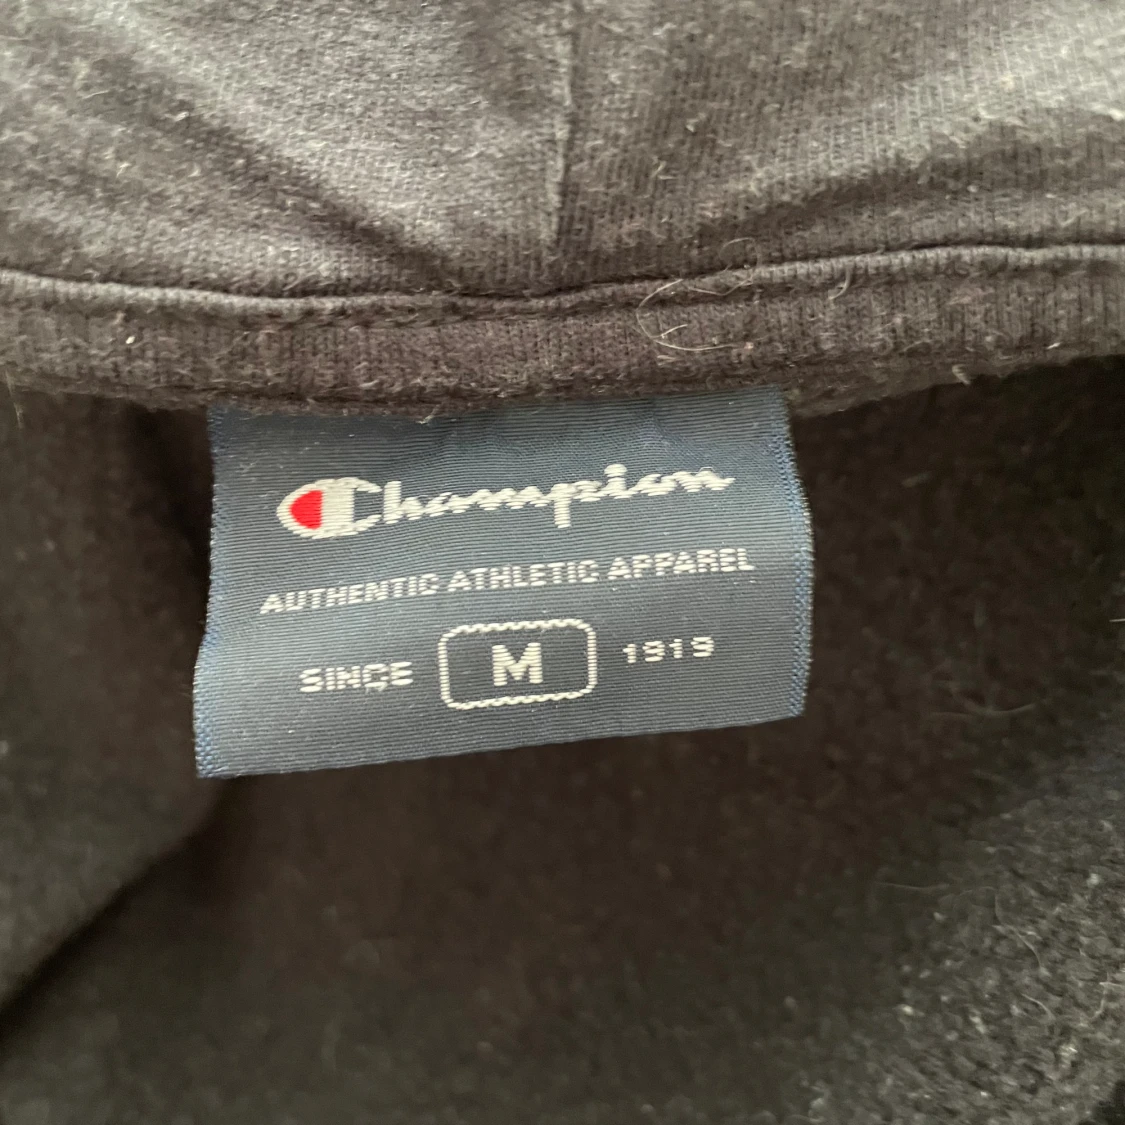 Champion
AUTHENTIC ATHLETIC APPAREL
SINCE M 1919